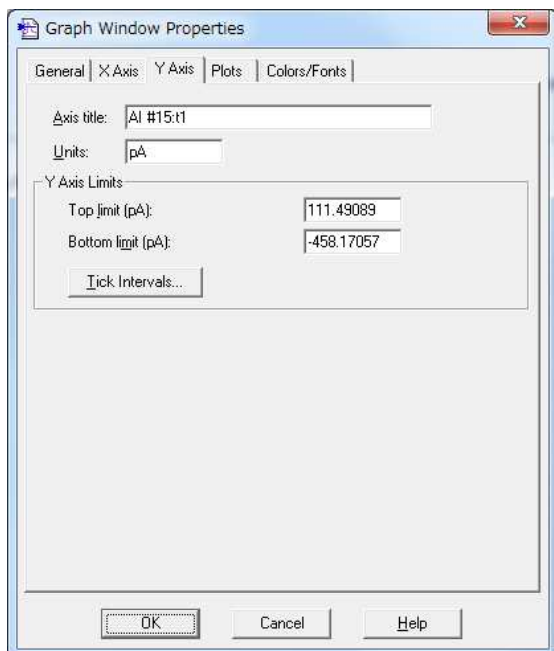 Graph Window Properties
General X Axis Y Axis Plots Colors/Fonts
Axis title: AI #15:t1
Units: pA
Y Axis Limits
Top limit (pA): 111.49089
Bottom limit (pA): -458.17057
Tick Intervals...
OK Cancel Help